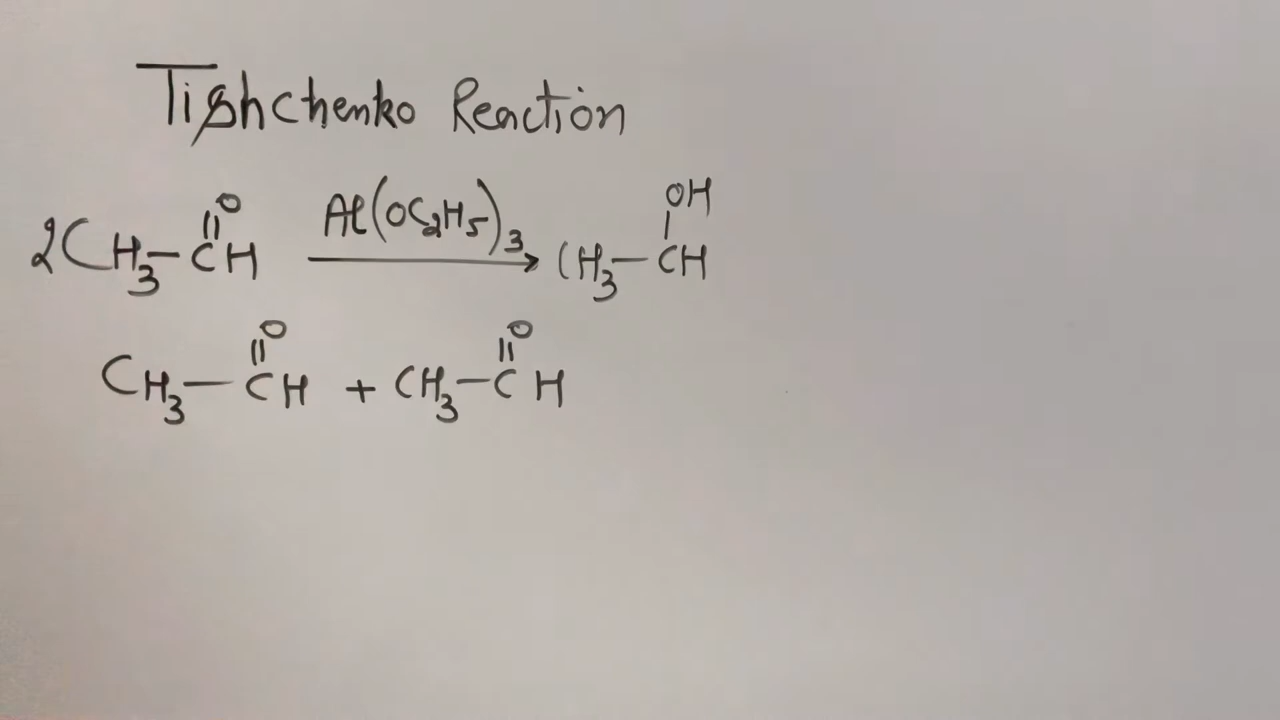 Tishchenko Reaction
O Al(OC₂H₅)₃ OH
2CH₃—CH → CH₃—CH
O O
CH₃—CH + CH₃—CH